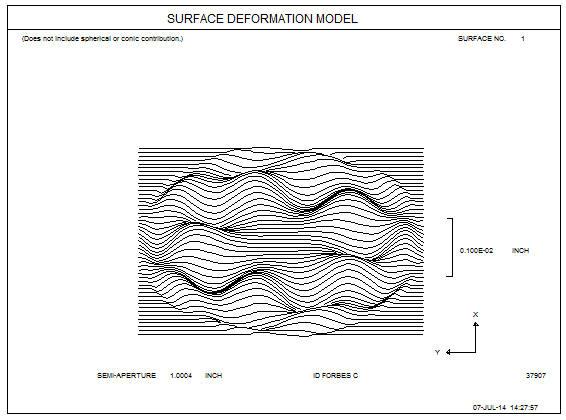 SURFACE DEFORMATION MODEL
(Does not include spherical or conic contribution.) SURFACE NO. 1
0.100E-02 INCH
X
Y
SEMI-APERTURE 1.0004 INCH ID FORBES C 37907
07-JUL-14 14:27:57